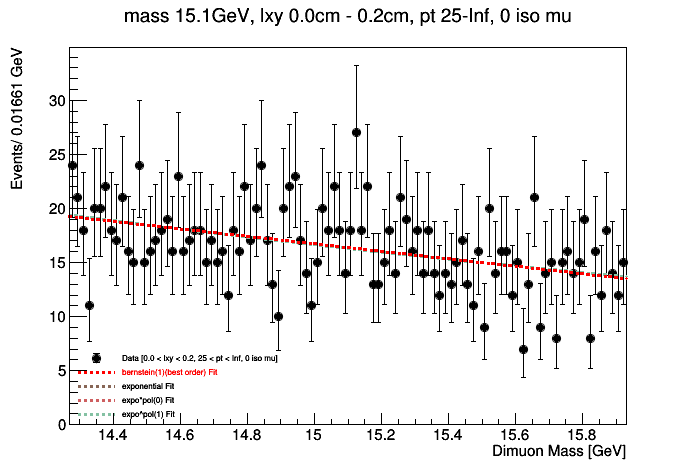 mass 15.1GeV, lxy 0.0cm - 0.2cm, pt 25-Inf, 0 iso mu
Events/ 0.01661 GeV
30
25
20
15
10
5
0
Data [0.0 < lxy < 0.2, 25 < pt < Inf, 0 iso mu]
bernstein(1)(best order) Fit
exponential Fit
expo*pol(0) Fit
expo*pol(1) Fit
14.4 14.6 14.8 15 15.2 15.4 15.6 15.8
Dimuon Mass [GeV]